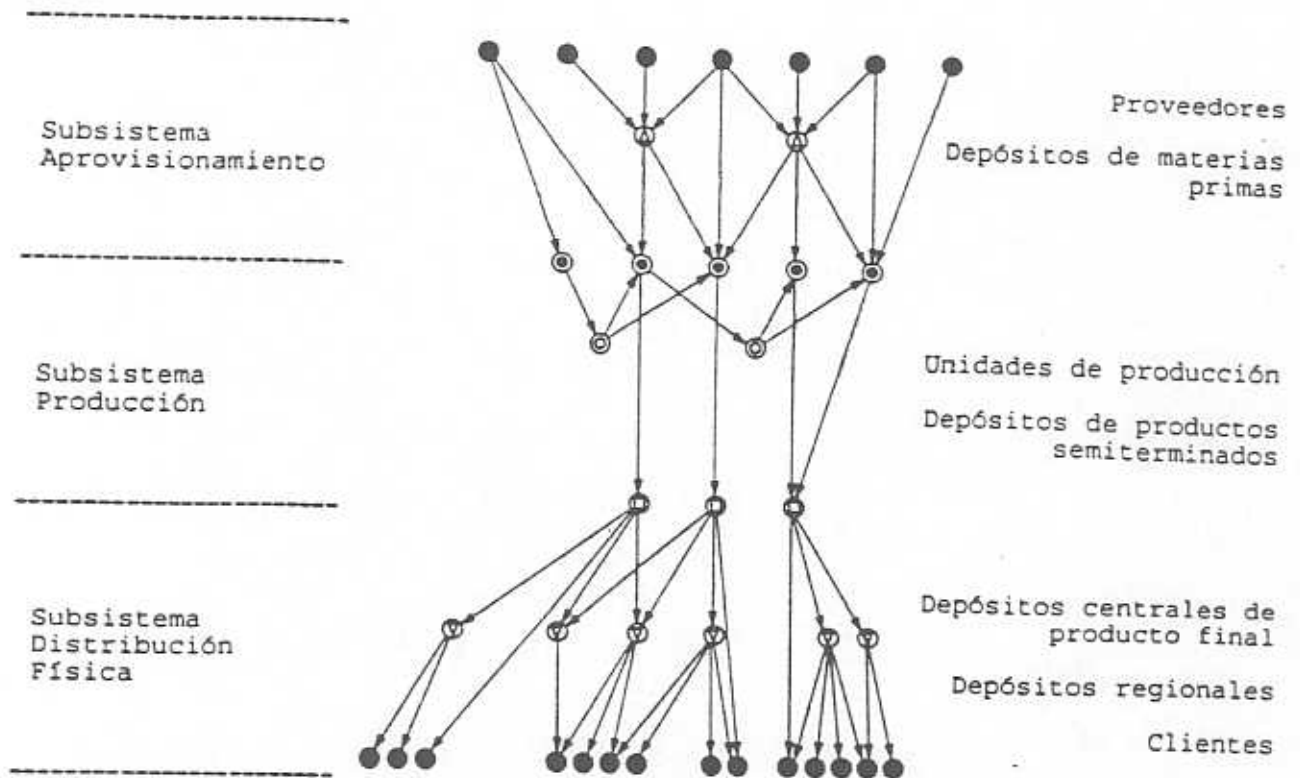 Subsistema
Aprovisionamiento
Subsistema
Producción
Subsistema
Distribución
Física
Proveedores
Depósitos de materias
primas
Unidades de producción
Depósitos de productos
semiterminados
Depósitos centrales de
producto final
Depósitos regionales
Clientes